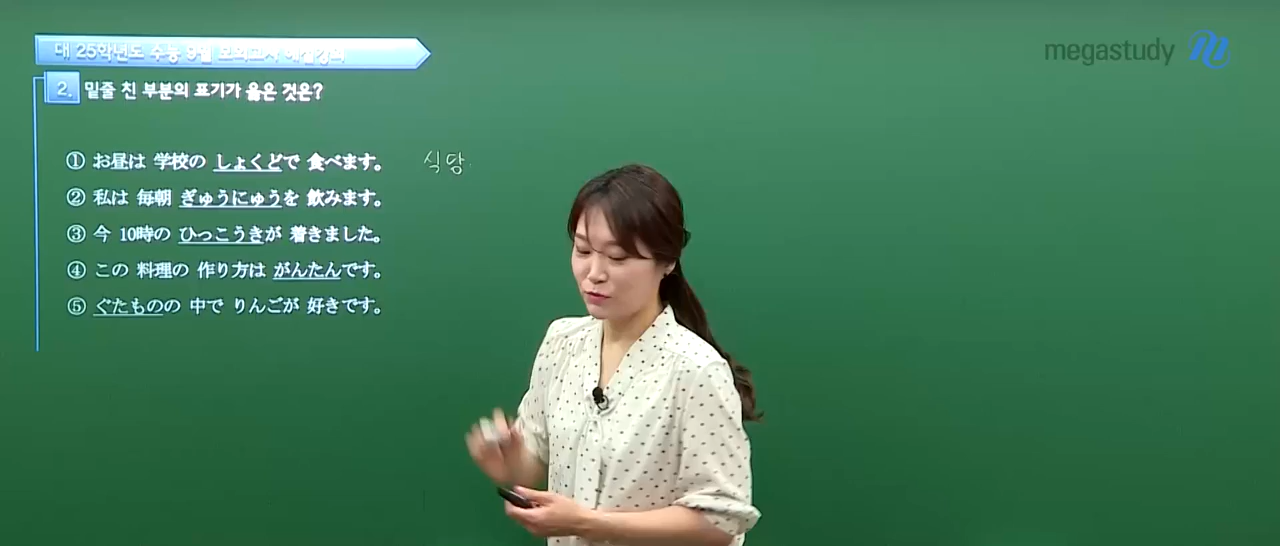 대 25학년도 수능 9월 모의고사 해설강의
megastudy
2. 밑줄 친 부분의 표기가 옳은 것은?
① お昼は 学校の しょくどで 食べます。 식당
② 私は 毎朝 ぎゅうにゅうを 飲みます。
③ 今 10時の ひっこうきが 着きました。
④ この 料理の 作り方は がんたんです。
⑤ ぐたものの 中で りんごが 好きです。